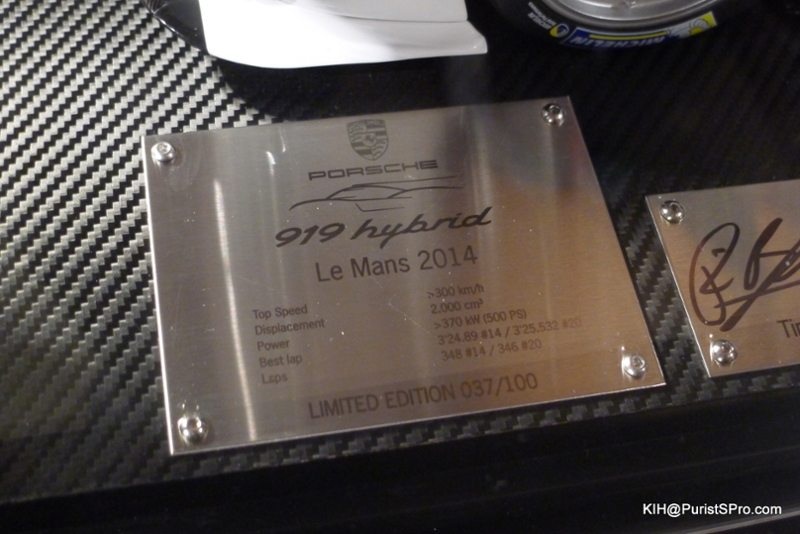 MICHELIN
PORSCHE
919 hybrid
Le Mans 2014
Top Speed >300 km/h
Displacement 2.000 cm³
Power >370 kW (500 PS)
Best lap 3'24.89 #14 / 3'25.532 #20
Laps 348 #14 / 346 #20
LIMITED EDITION 037/100
KIH@PuristSPro.com